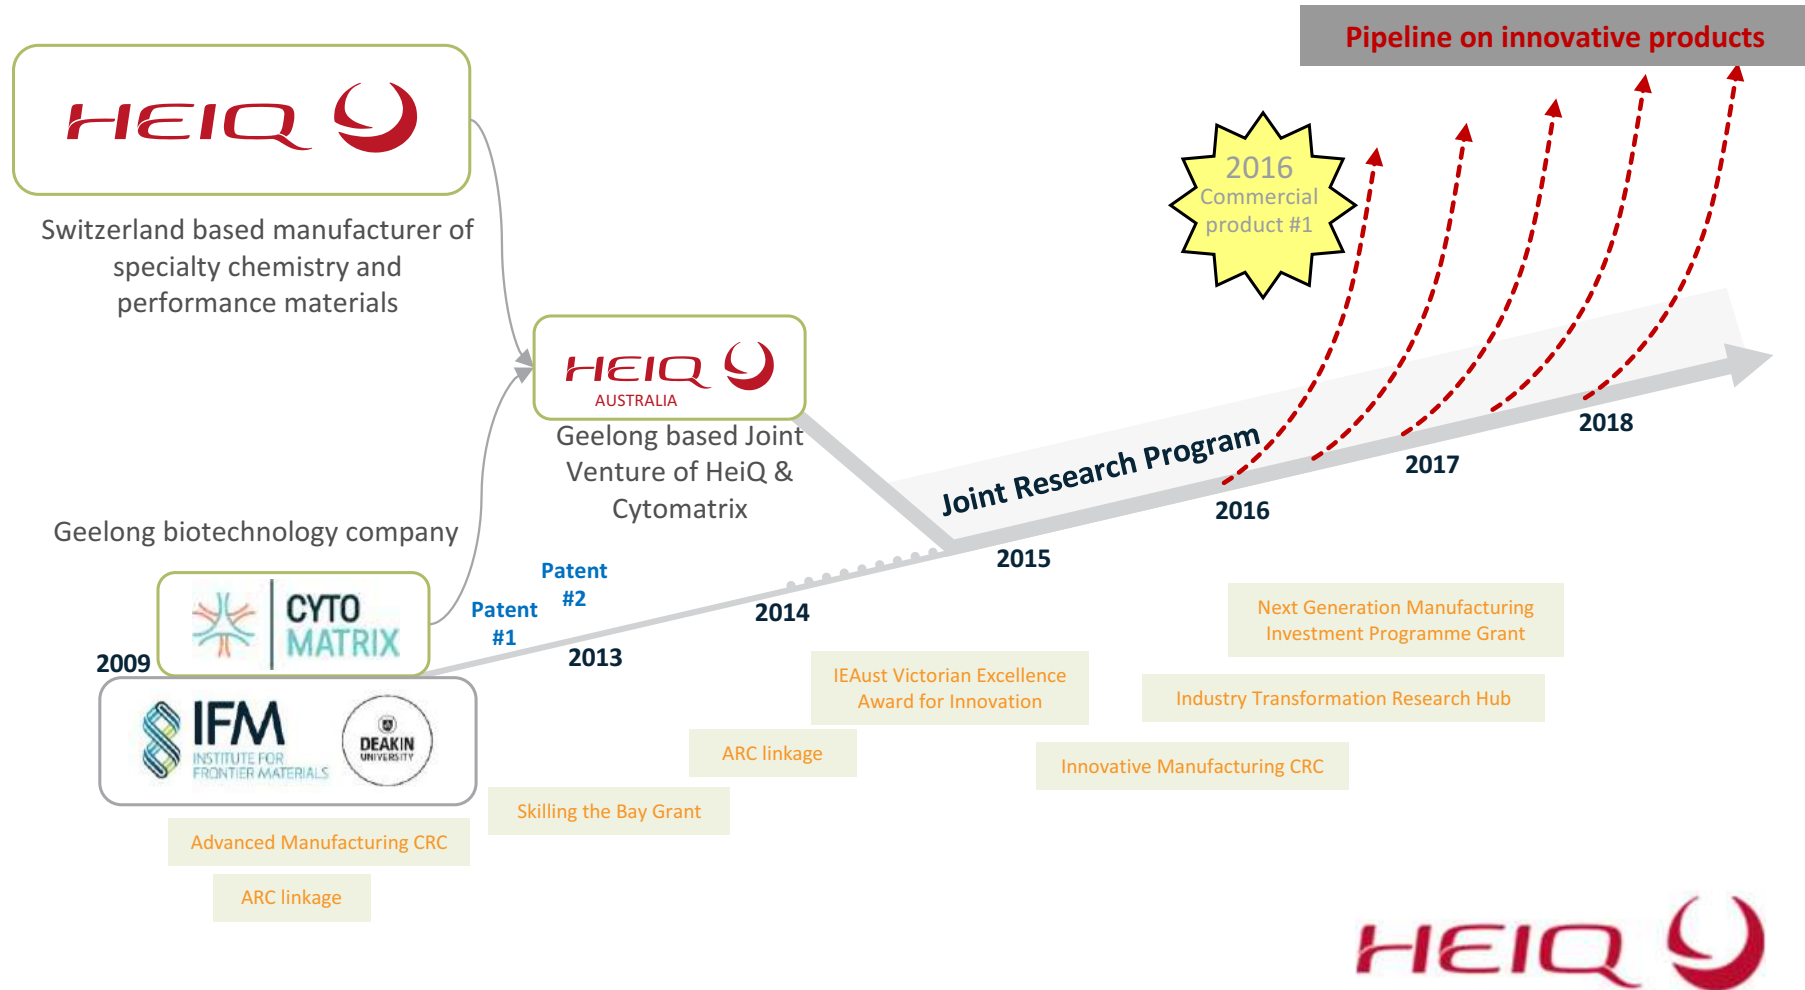 Pipeline on innovative products
HEIQ
Switzerland based manufacturer of
specialty chemistry and
performance materials
2016
Commercial
product #1
HEIQ
AUSTRALIA
Geelong based Joint
Venture of HeiQ &
Cytomatrix
Joint Research Program
Geelong biotechnology company
CYTO
MATRIX
2009
IFM
INSTITUTE FOR
FRONTIER MATERIALS
DEAKIN
UNIVERSITY
Patent
#1
Patent
#2
2013
2014
2015
2016
2017
2018
Next Generation Manufacturing
Investment Programme Grant
IEAust Victorian Excellence
Award for Innovation
Industry Transformation Research Hub
ARC linkage
Innovative Manufacturing CRC
Skilling the Bay Grant
Advanced Manufacturing CRC
ARC linkage
HEIQ